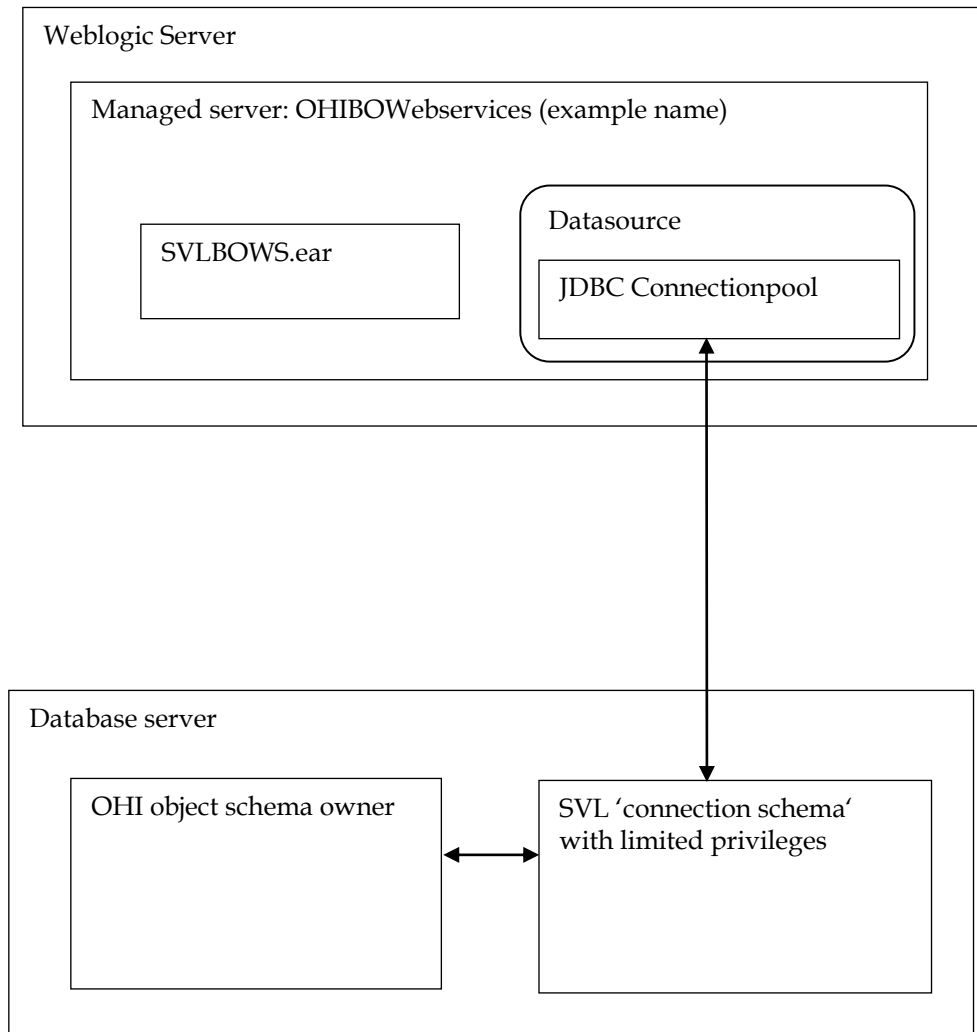 Weblogic Server
Managed server: OHIBOWebservices (example name)
Datasource
SVLBOWS.ear
JDBC Connectionpool
Database server
OHI object schema owner
SVL ‘connection schema‘
with limited privileges